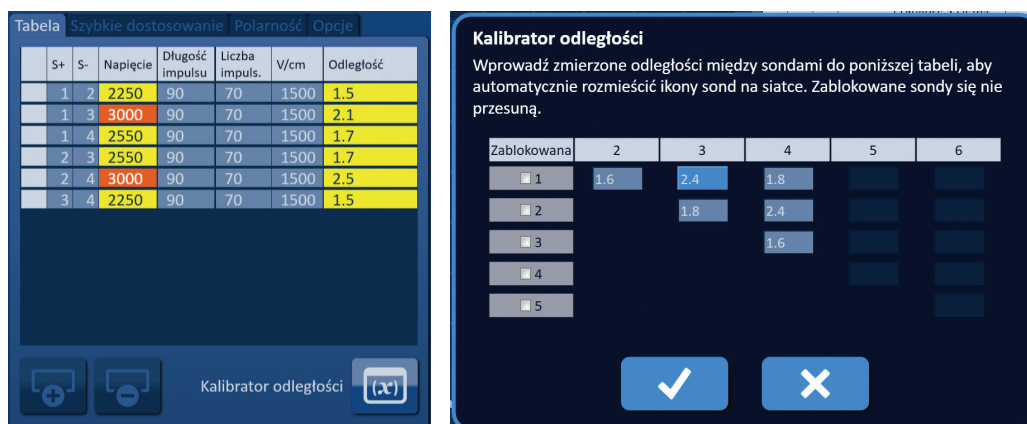 Tabela Szybkie dostosowanie Polarność Opcje
S+ S- Napięcie Długość impulsu Liczba impuls. V/cm Odległość
1 2 2250 90 70 1500 1.5
1 3 3000 90 70 1500 2.1
1 4 2550 90 70 1500 1.7
2 3 2550 90 70 1500 1.7
2 4 3000 90 70 1500 2.5
3 4 2250 90 70 1500 1.5
Kalibrator odległości (x)
Kalibrator odległości
Wprowadź zmierzone odległości między sondami do poniższej tabeli, aby
automatycznie rozmieścić ikony sond na siatce. Zablokowane sondy się nie
przesuną.
Zablokowana 2 3 4 5 6
1 1.6 2.4 1.8
2 1.8 2.4
3 1.6
4
5